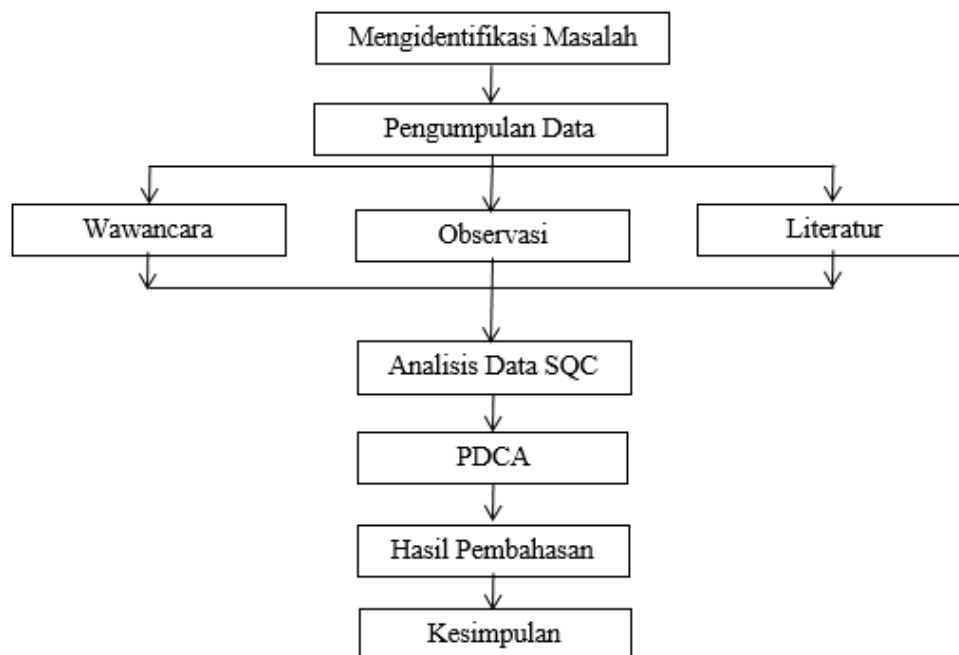 Mengidentifikasi Masalah
Pengumpulan Data
Wawancara
Observasi
Literatur
Analisis Data SQC
PDCA
Hasil Pembahasan
Kesimpulan